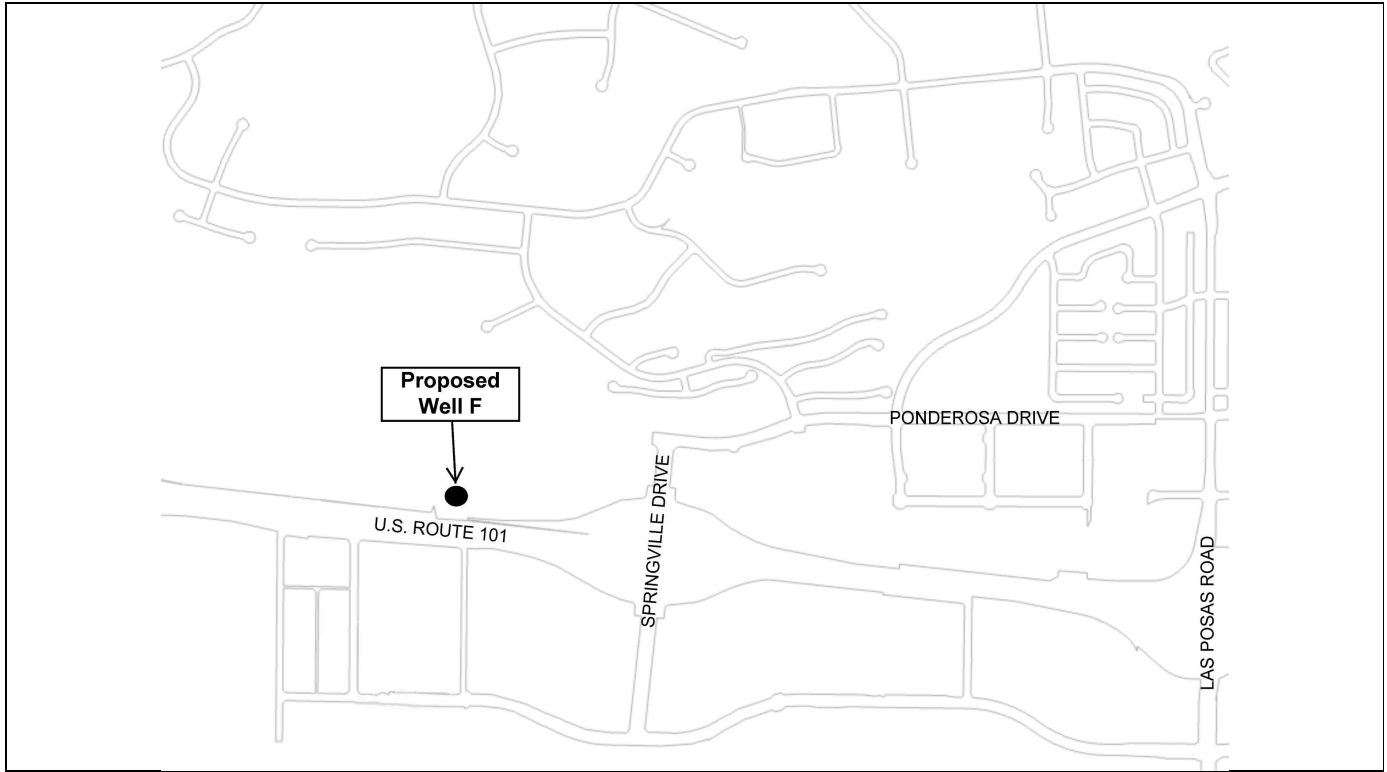 Proposed
Well F
PONDEROSA DRIVE
SPRINGVILLE DRIVE
U.S. ROUTE 101
LAS POSAS ROAD